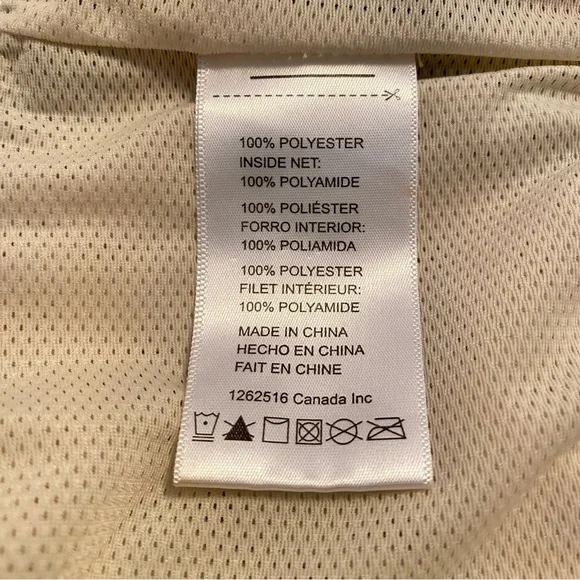 100% POLYESTER
INSIDE NET:
100% POLYAMIDE
100% POLIÉSTER
FORRO INTERIOR:
100% POLIAMIDA
100% POLYESTER
FILET INTÉRIEUR:
100% POLYAMIDE
MADE IN CHINA
HECHO EN CHINA
FAIT EN CHINE
1262516 Canada Inc